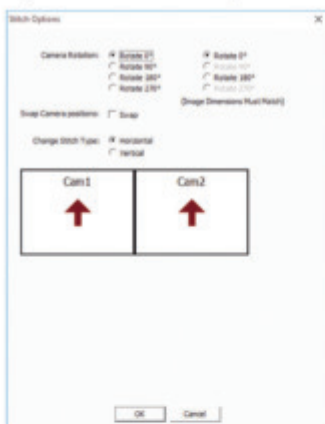 Stitch Options
Camera Rotation: Rotate 0° Rotate 0°
Rotate 90° Rotate 90°
Rotate 180° Rotate 180°
Rotate 270° Rotate 270°
(Image Dimensions Must Match)
Swap Camera positions: Swap
Change Stitch Type: Horizontal
Vertical
Cam1 Cam2
OK Cancel